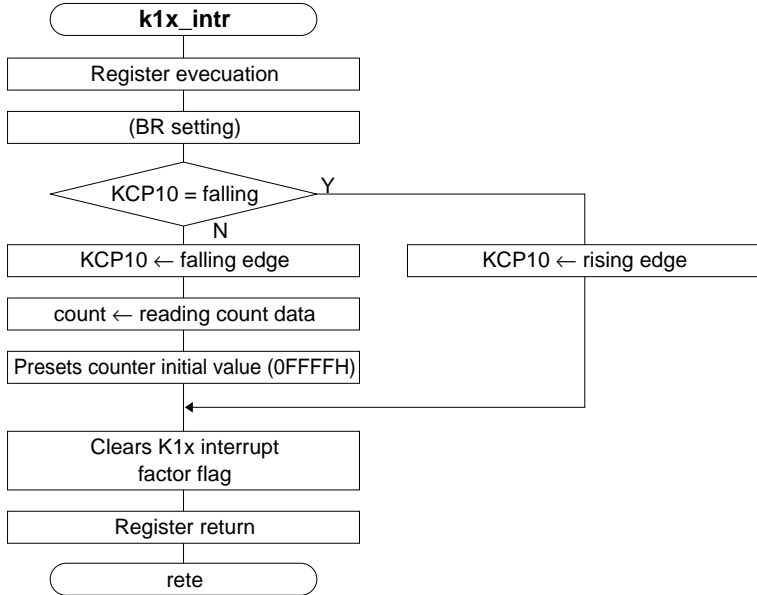 k1x_intr
Register evecuation
(BR setting)
KCP10 = falling
Y
N
KCP10 ← falling edge
KCP10 ← rising edge
count ← reading count data
Presets counter initial value (0FFFFH)
Clears K1x interrupt
factor flag
Register return
rete